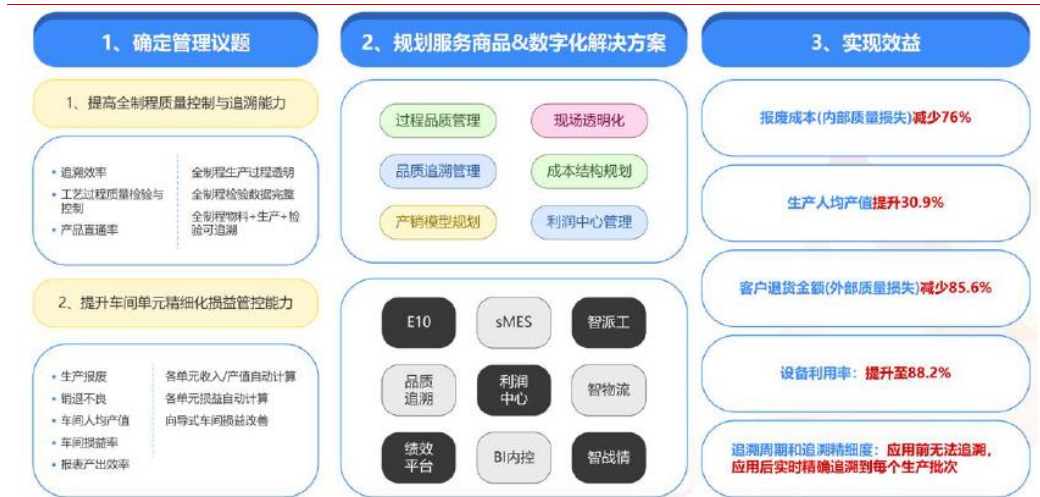 1、确定管理议题
1、提高全制程质量控制与追溯能力
• 追溯效率
• 工艺过程质量检验与
控制
• 产品直通率
全制程生产过程透明
全制程检验数据完整
全制程物料+生产+检
验可追溯
2、提升车间单元精细化损益管控能力
• 生产报废
• 销退不良
• 车间人均产值
• 车间损益率
• 报表产出效率
各单元收入/产值自动计算
各单元损益自动计算
向导式车间损益改善
2、规划服务商品&数字化解决方案
过程品质管理
现场透明化
品质追溯管理
成本结构规划
产销模型规划
利润中心管理
E10
sMES
智派工
品质
追溯
利润
中心
智物流
绩效
平台
BI内控
智战情
3、实现效益
报废成本(内部质量损失)减少76%
生产人均产值提升30.9%
客户退货金额(外部质量损失)减少85.6%
设备利用率：提升至88.2%
追溯周期和追溯精细度：应用前无法追溯，
应用后实时精确追溯到每个生产批次